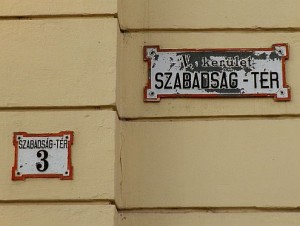 V. kerület
SZABADSÁG-TÉR
SZABADSÁG-TÉR
3